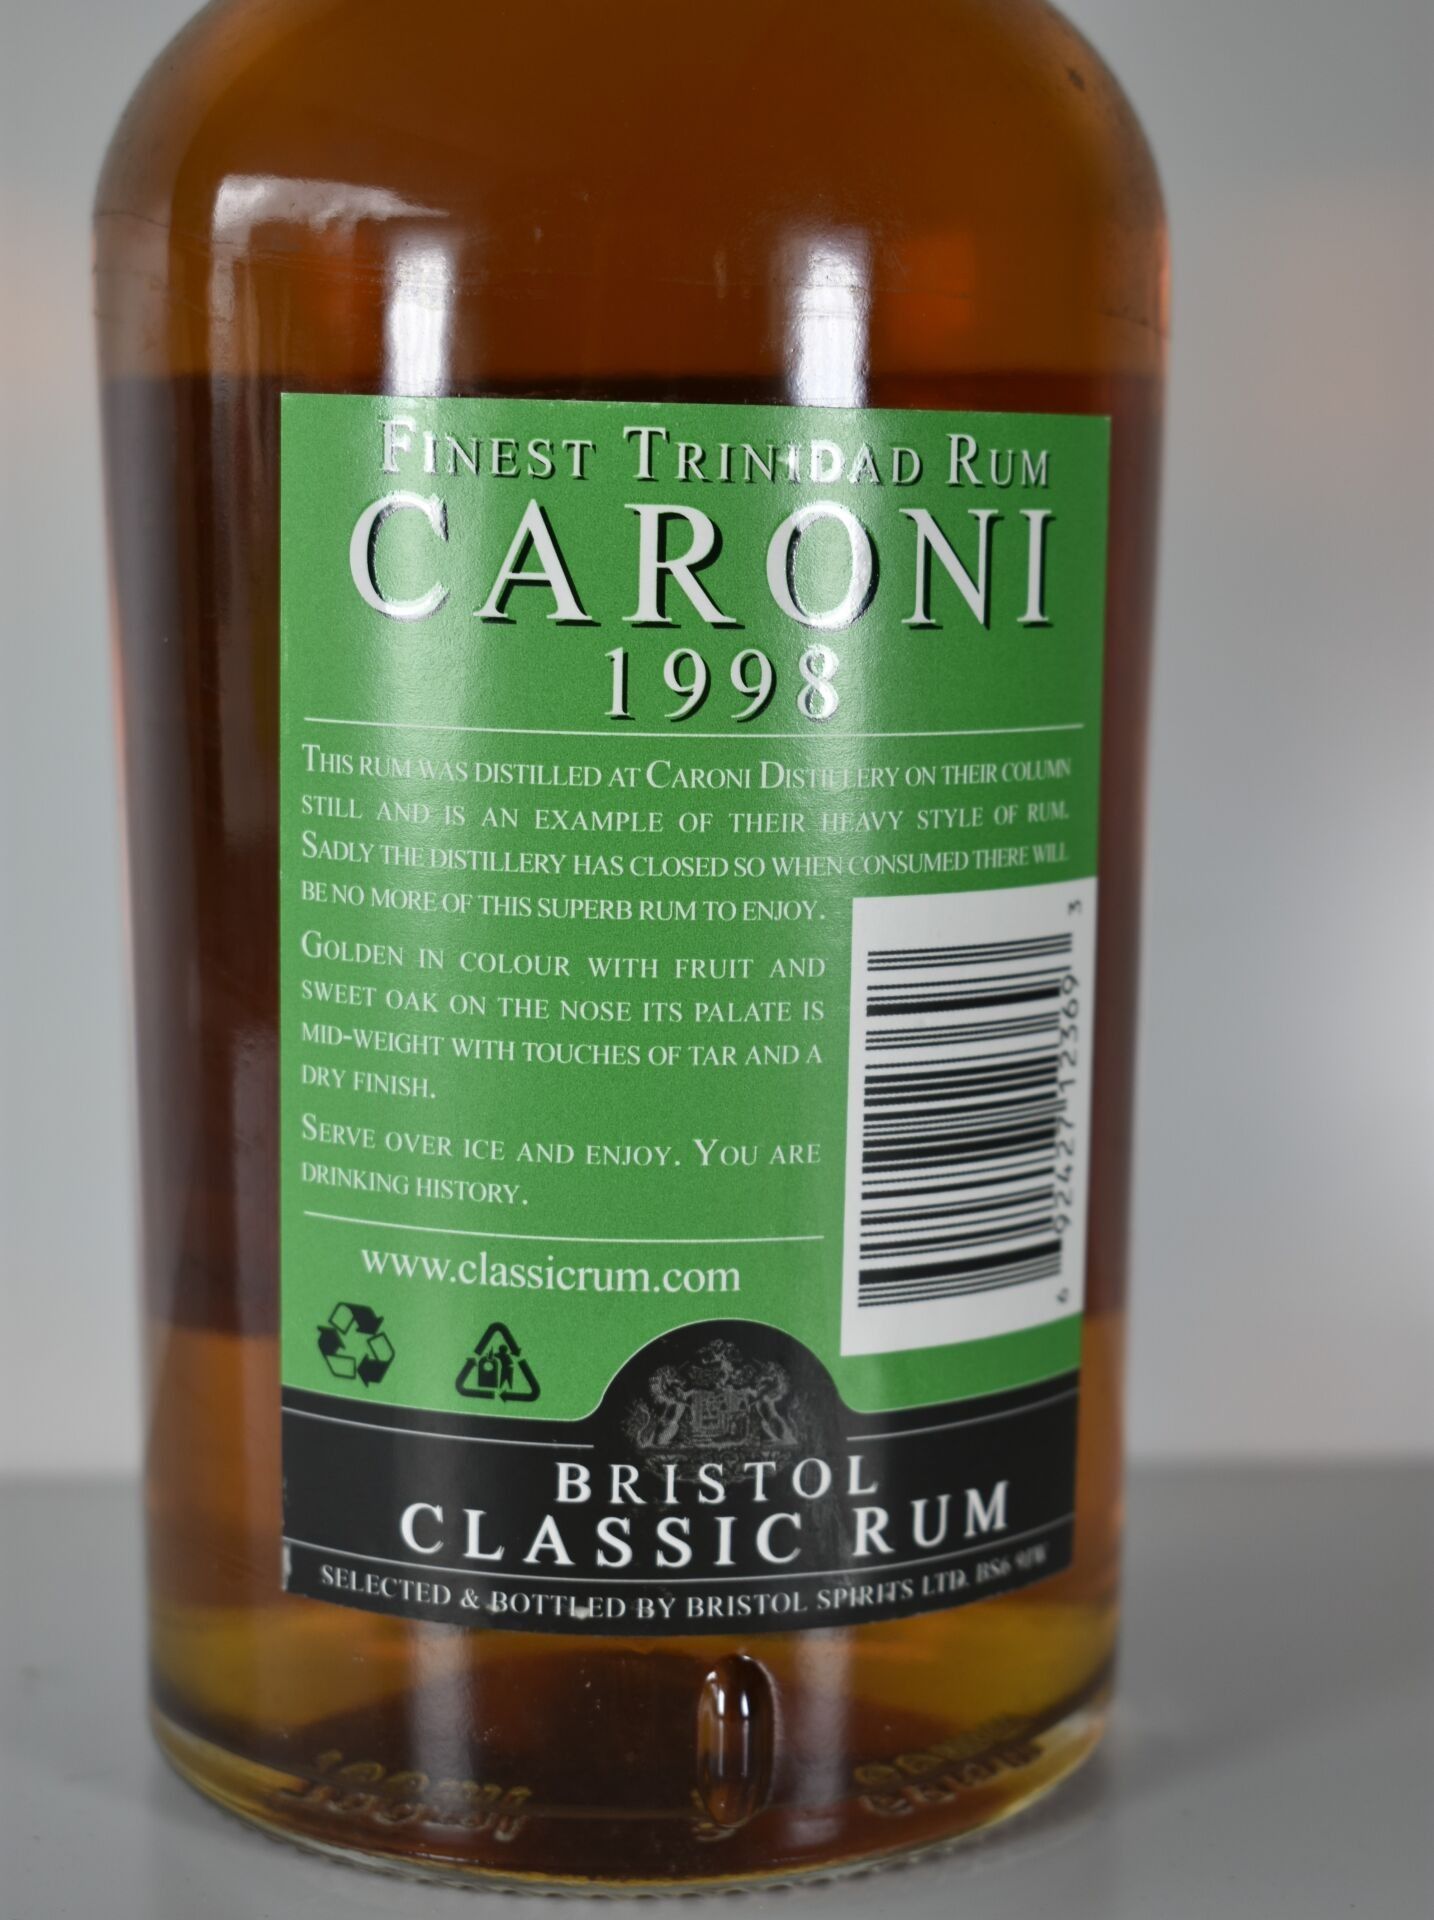 FINEST TRINIDAD RUM
CARONI
1998
THIS RUM WAS DISTILLED AT CARONI DISTILLERY ON THEIR COLUMN
STILL AND IS AN EXAMPLE OF THEIR HEAVY STYLE OF RUM.
SADLY THE DISTILLERY HAS CLOSED SO WHEN CONSUMED THERE WILL
BE NO MORE OF THIS SUPERB RUM TO ENJOY.
GOLDEN IN COLOUR WITH FRUIT AND
SWEET OAK ON THE NOSE ITS PALATE IS
MID-WEIGHT WITH TOUCHES OF TAR AND A
DRY FINISH.
SERVE OVER ICE AND ENJOY. YOU ARE
DRINKING HISTORY.
www.classicrum.com
6 92427 12369 3
BRISTOL
CLASSIC RUM
SELECTED & BOTTLED BY BRISTOL SPIRITS LTD. BS6